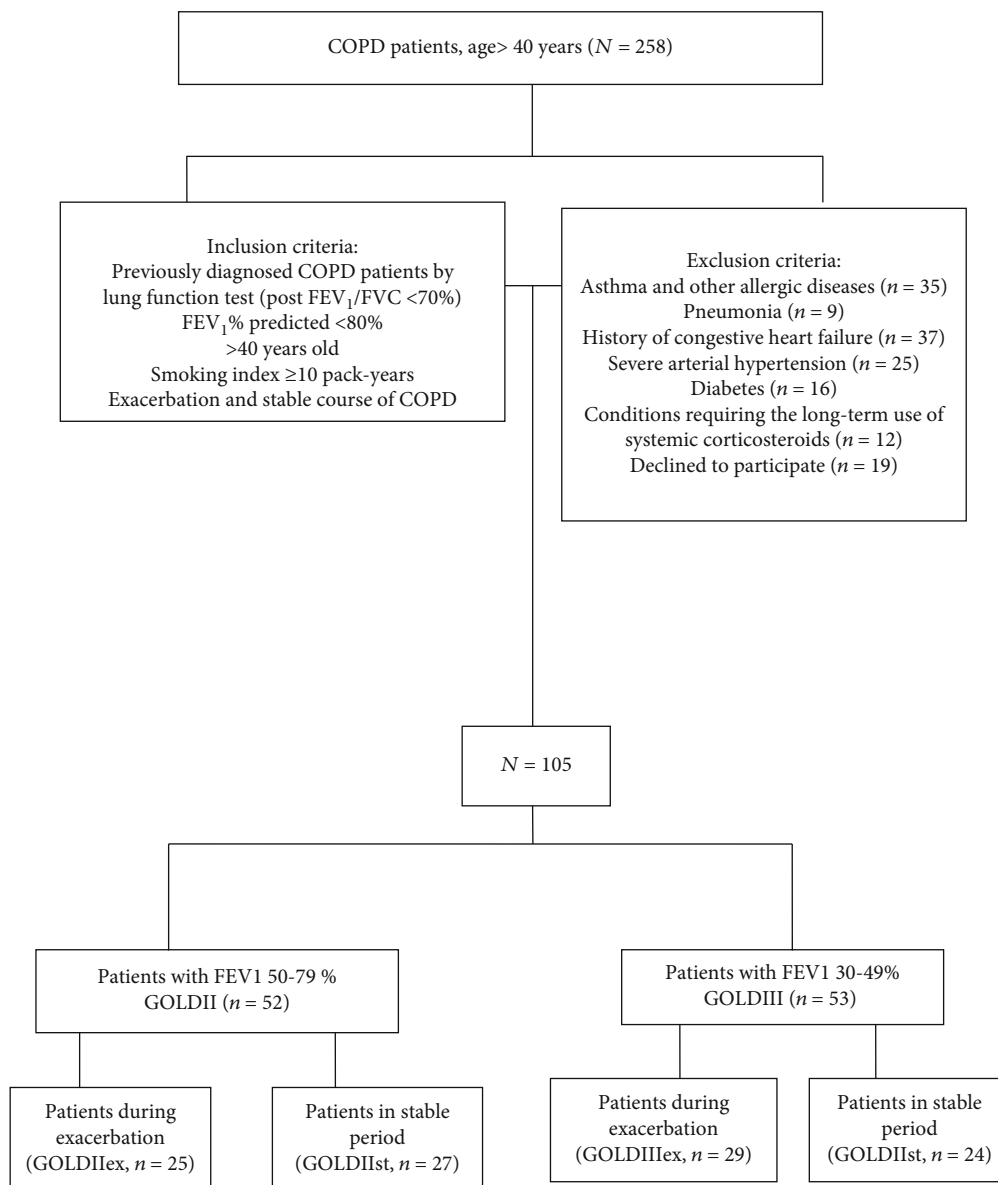 COPD patients, age> 40 years (N = 258)
Inclusion criteria:
Previously diagnosed COPD patients by
lung function test (post FEV₁/FVC <70%)
FEV₁% predicted <80%
>40 years old
Smoking index ≥10 pack-years
Exacerbation and stable course of COPD
Exclusion criteria:
Asthma and other allergic diseases (n = 35)
Pneumonia (n = 9)
History of congestive heart failure (n = 37)
Severe arterial hypertension (n = 25)
Diabetes (n = 16)
Conditions requiring the long-term use of
systemic corticosteroids (n = 12)
Declined to participate (n = 19)
N = 105
Patients with FEV1 50-79 %
GOLDII (n = 52)
Patients with FEV1 30-49%
GOLDIII (n = 53)
Patients during
exacerbation
(GOLDIIex, n = 25)
Patients in stable
period
(GOLDIIst, n = 27)
Patients during
exacerbation
(GOLDIIIex, n = 29)
Patients in stable
period
(GOLDIIst, n = 24)